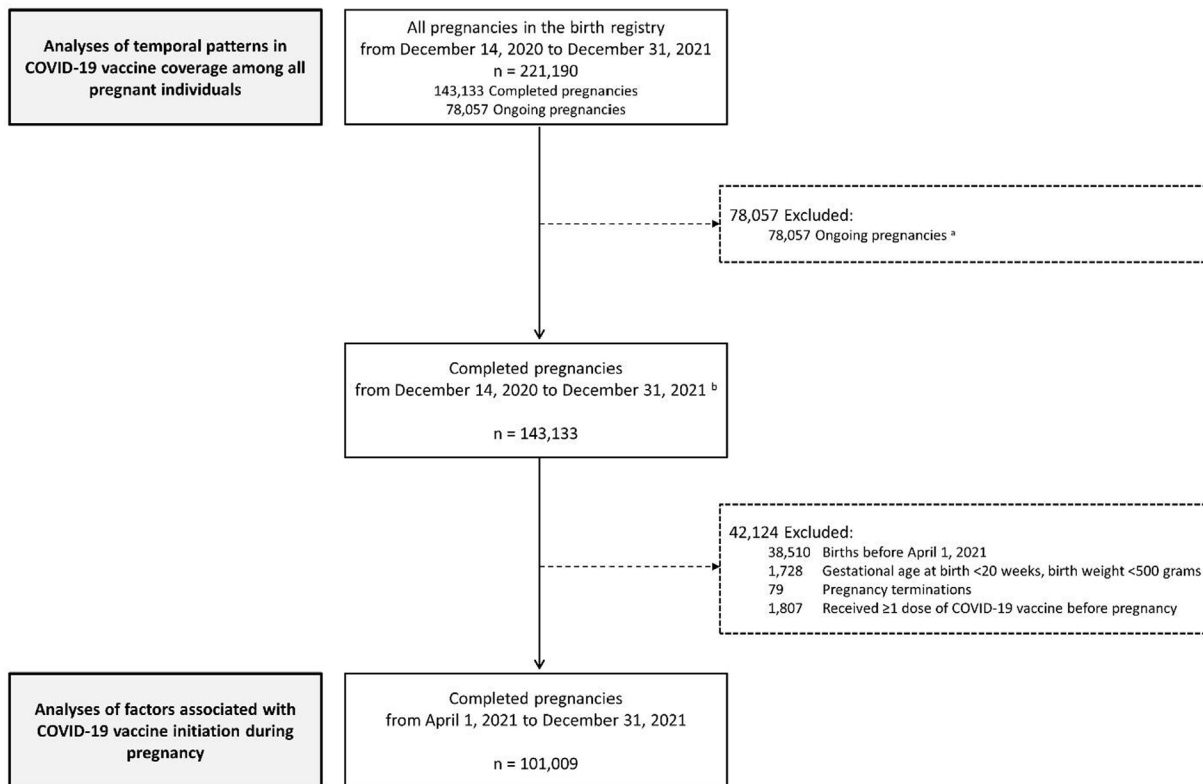 Analyses of temporal patterns in
COVID-19 vaccine coverage among all
pregnant individuals
All pregnancies in the birth registry
from December 14, 2020 to December 31, 2021
n = 221,190
143,133 Completed pregnancies
78,057 Ongoing pregnancies
78,057 Excluded:
78,057 Ongoing pregnancies ª
Completed pregnancies
from December 14, 2020 to December 31, 2021 ᵇ
n = 143,133
42,124 Excluded:
38,510 Births before April 1, 2021
1,728 Gestational age at birth <20 weeks, birth weight <500 grams
79 Pregnancy terminations
1,807 Received ≥1 dose of COVID-19 vaccine before pregnancy
Analyses of factors associated with
COVID-19 vaccine initiation during
pregnancy
Completed pregnancies
from April 1, 2021 to December 31, 2021
n = 101,009